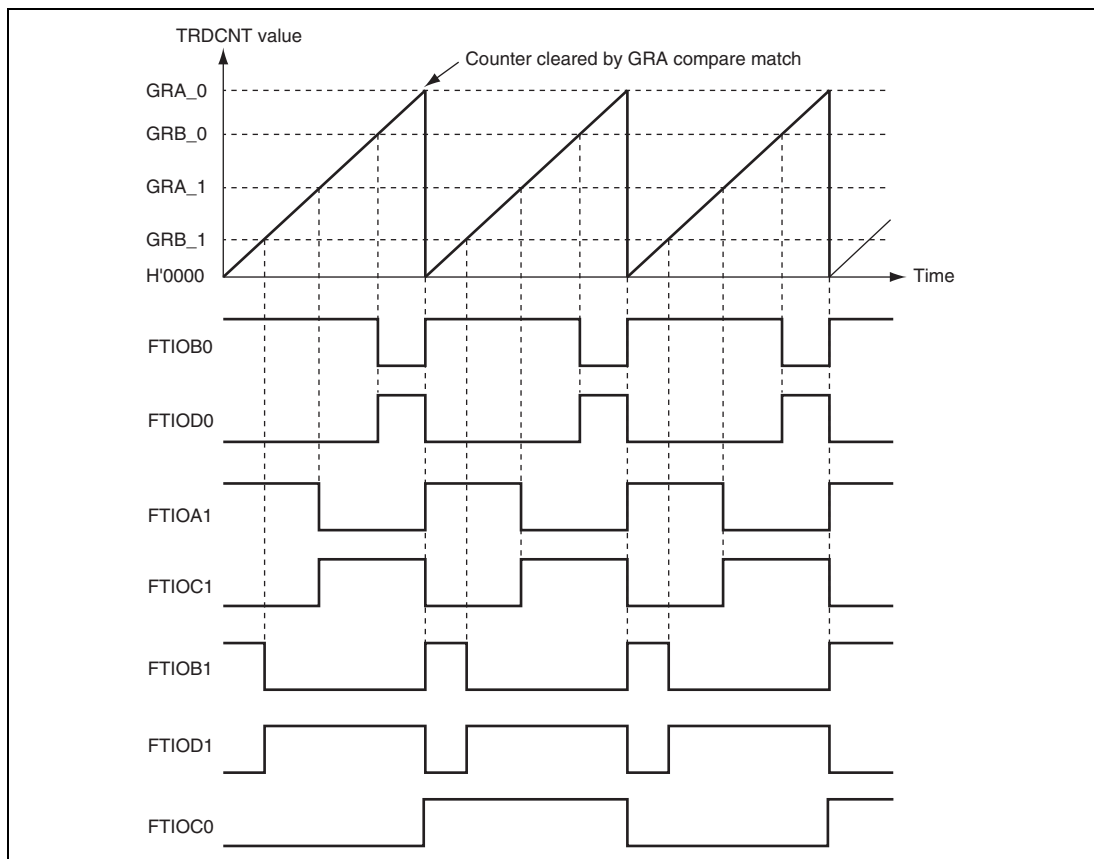 TRDCNT value
Counter cleared by GRA compare match
GRA_0
GRB_0
GRA_1
GRB_1
H'0000
Time
FTIOB0
FTIOD0
FTIOA1
FTIOC1
FTIOB1
FTIOD1
FTIOC0